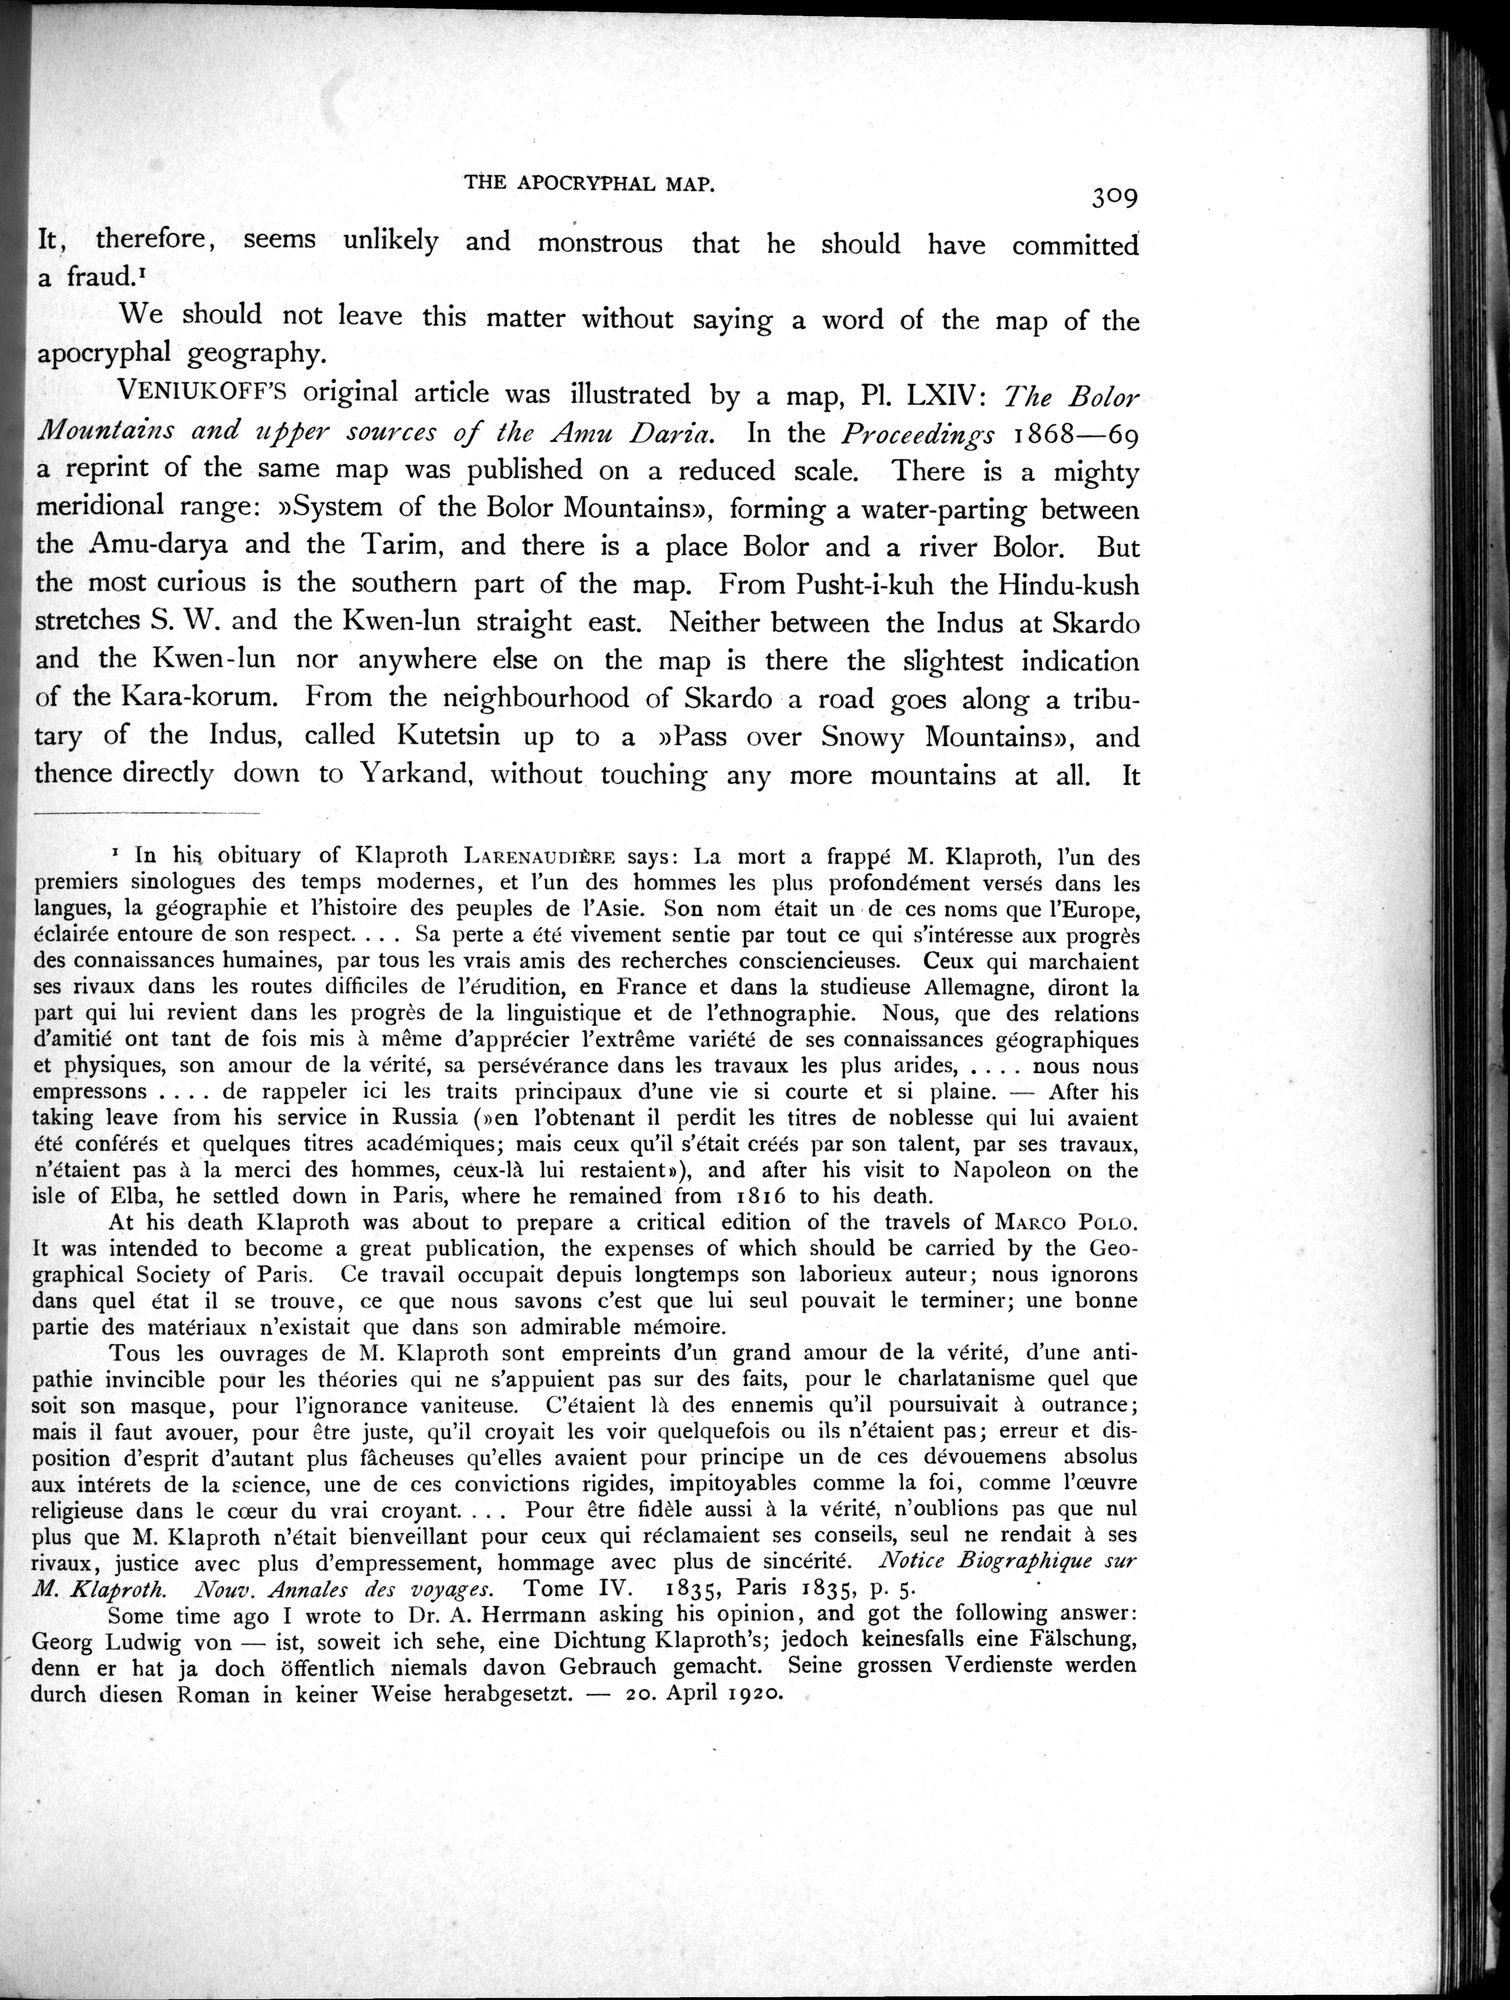 THE APOCRYPHAL MAP.
309
It, therefore, seems unlikely and monstrous that he should have committed
a fraud.¹
We should not leave this matter without saying a word of the map of the
apocryphal geography.
VENIUKOFF'S original article was illustrated by a map, Pl. LXIV: The Bolor
Mountains and upper sources of the Amu Daria. In the Proceedings 1868—69
a reprint of the same map was published on a reduced scale. There is a mighty
meridional range: »System of the Bolor Mountains», forming a water-parting between
the Amu-darya and the Tarim, and there is a place Bolor and a river Bolor. But
the most curious is the southern part of the map. From Pusht-i-kuh the Hindu-kush
stretches S. W. and the Kwen-lun straight east. Neither between the Indus at Skardo
and the Kwen-lun nor anywhere else on the map is there the slightest indication
of the Kara-korum. From the neighbourhood of Skardo a road goes along a tribu-
tary of the Indus, called Kutetsin up to a »Pass over Snowy Mountains», and
thence directly down to Yarkand, without touching any more mountains at all. It
¹ In his obituary of Klaproth LARENAUDIÈRE says: La mort a frappé M. Klaproth, l'un des
premiers sinologues des temps modernes, et l'un des hommes les plus profondément versés dans les
langues, la géographie et l'histoire des peuples de l'Asie. Son nom était un de ces noms que l'Europe,
éclairée entoure de son respect. . . . Sa perte a été vivement sentie par tout ce qui s'intéresse aux progrès
des connaissances humaines, par tous les vrais amis des recherches consciencieuses. Ceux qui marchaient
ses rivaux dans les routes difficiles de l'érudition, en France et dans la studieuse Allemagne, diront la
part qui lui revient dans les progrès de la linguistique et de l'ethnographie. Nous, que des relations
d'amitié ont tant de fois mis à même d'apprécier l'extrême variété de ses connaissances géographiques
et physiques, son amour de la vérité, sa persévérance dans les travaux les plus arides, . . . . nous nous
empressons . . . . de rappeler ici les traits principaux d'une vie si courte et si plaine. — After his
taking leave from his service in Russia (»en l'obtenant il perdit les titres de noblesse qui lui avaient
été conférés et quelques titres académiques; mais ceux qu'il s'était créés par son talent, par ses travaux,
n'étaient pas à la merci des hommes, ceux-là lui restaient»), and after his visit to Napoleon on the
isle of Elba, he settled down in Paris, where he remained from 1816 to his death.
At his death Klaproth was about to prepare a critical edition of the travels of MARCO POLO.
It was intended to become a great publication, the expenses of which should be carried by the Geo-
graphical Society of Paris. Ce travail occupait depuis longtemps son laborieux auteur; nous ignorons
dans quel état il se trouve, ce que nous savons c'est que lui seul pouvait le terminer; une bonne
partie des matériaux n'existait que dans son admirable mémoire.
Tous les ouvrages de M. Klaproth sont empreints d'un grand amour de la vérité, d'une anti-
pathie invincible pour les théories qui ne s'appuient pas sur des faits, pour le charlatanisme quel que
soit son masque, pour l'ignorance vaniteuse. C'étaient là des ennemis qu'il poursuivait à outrance;
mais il faut avouer, pour être juste, qu'il croyait les voir quelquefois ou ils n'étaient pas; erreur et dis-
position d'esprit d'autant plus fâcheuses qu'elles avaient pour principe un de ces dévouemens absolus
aux intérets de la science, une de ces convictions rigides, impitoyables comme la foi, comme l'œuvre
religieuse dans le cœur du vrai croyant. . . . Pour être fidèle aussi à la vérité, n'oublions pas que nul
plus que M. Klaproth n'était bienveillant pour ceux qui réclamaient ses conseils, seul ne rendait à ses
rivaux, justice avec plus d'empressement, hommage avec plus de sincérité. Notice Biographique sur
M. Klaproth. Nouv. Annales des voyages. Tome IV. 1835, Paris 1835, p. 5.
Some time ago I wrote to Dr. A. Herrmann asking his opinion, and got the following answer:
Georg Ludwig von — ist, soweit ich sehe, eine Dichtung Klaproth's; jedoch keinesfalls eine Fälschung,
denn er hat ja doch öffentlich niemals davon Gebrauch gemacht. Seine grossen Verdienste werden
durch diesen Roman in keiner Weise herabgesetzt. — 20. April 1920.